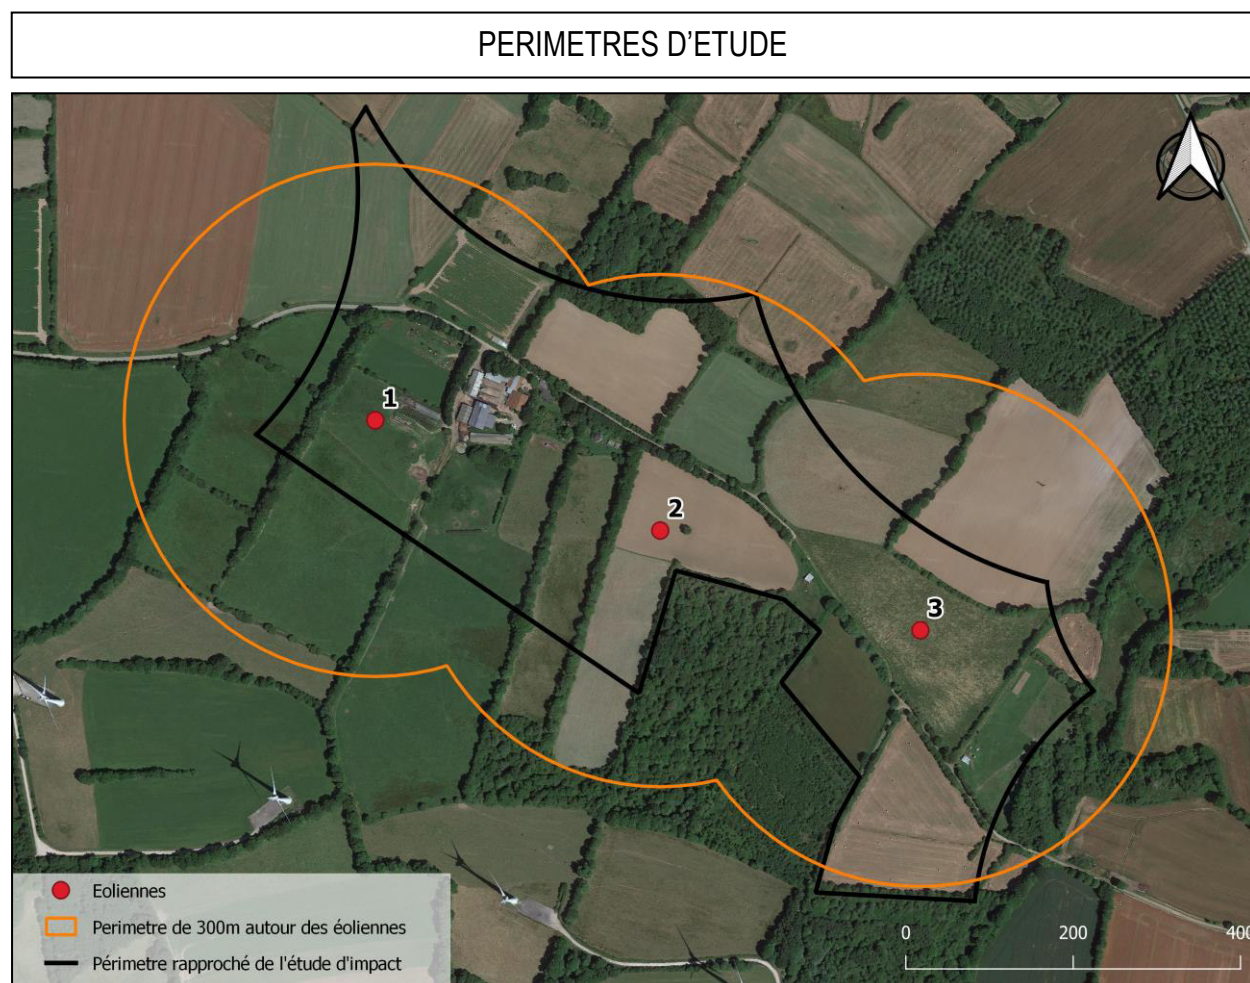 PERIMETRES D'ETUDE
1
2
3
Eoliennes
Perimetre de 300m autour des éoliennes
Périmetre rapproché de l'étude d'impact
0 200 400